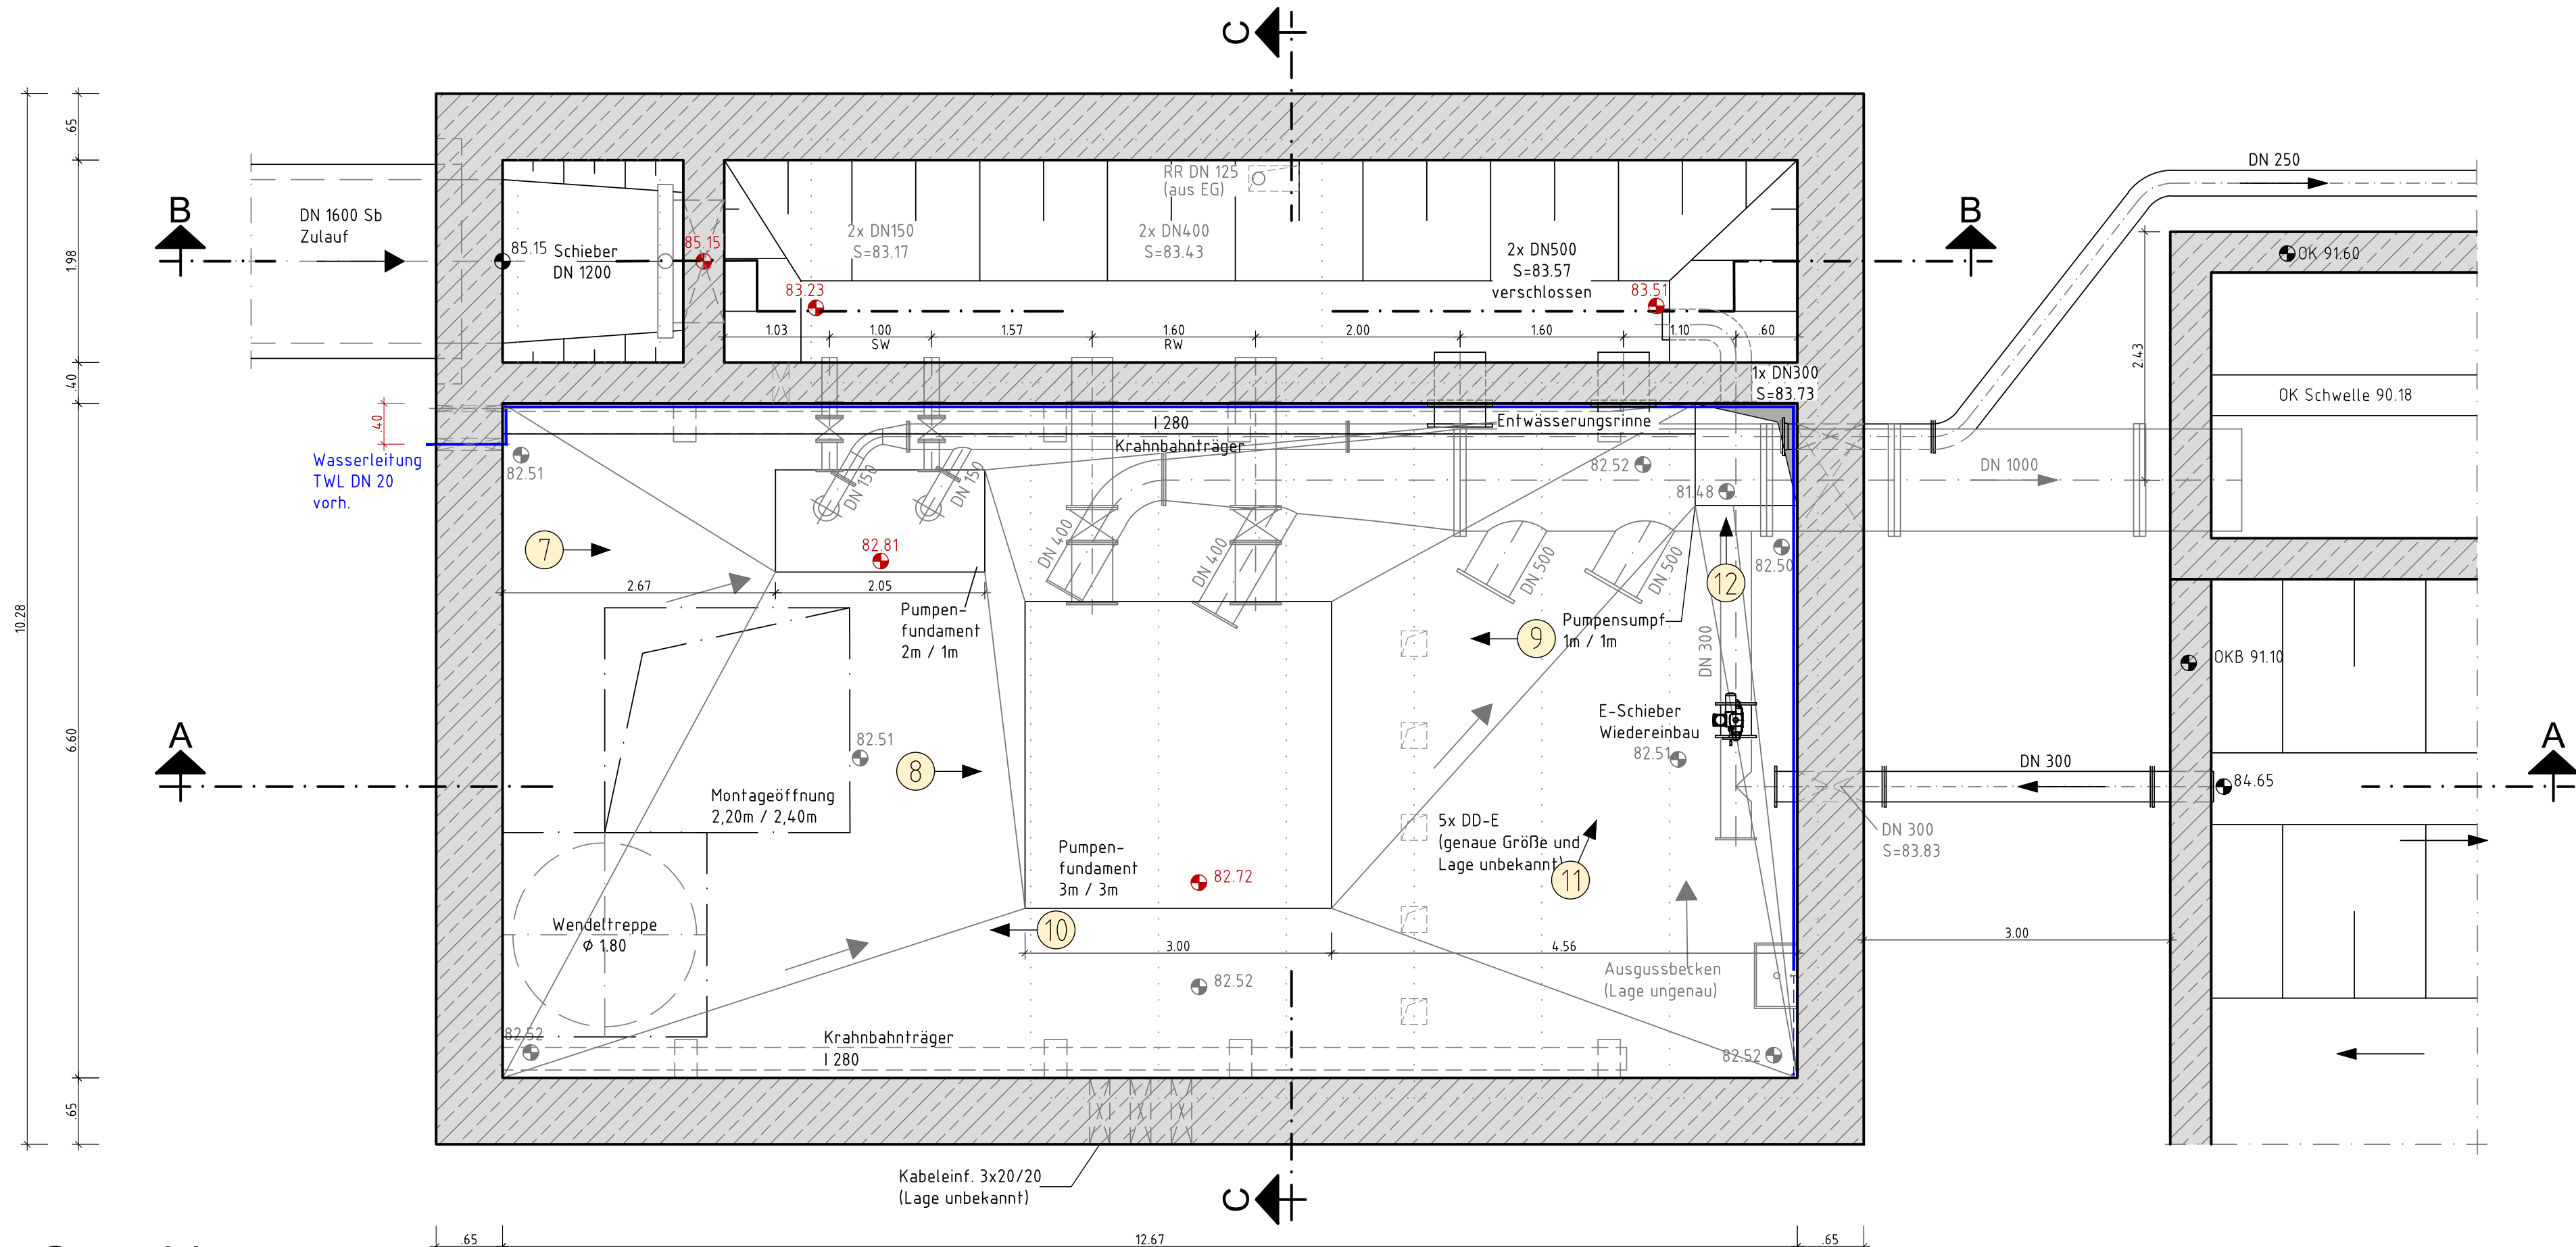 C
DN 250
.65
B
DN 1600 Sb
Zulauf
85.15
Schieber
DN 1200
85.15
2x DN150
S=83.17
RR DN 125
(aus EG)
2x DN400
S=83.43
2x DN500
S=83.57
verschlossen
B
OK 91.60
1.98
83.23
83.51
1.03
1.00
SW
1.57
1.60
RW
2.00
1.60
1.10
.60
2.43
.40
1x DN300
S=83.73
OK Schwelle 90.18
.40
I 280
Krahnbahnträger
Entwässerungsrinne
Wasserleitung
TWL DN 20
vorh.
82.51
DN 150
DN 150
82.52
81.48
DN 1000
7
82.81
DN 400
DN 400
DN 500
DN 500
82.50
12
2.67
2.05
Pumpen-
fundament
2m / 1m
9
Pumpensumpf
1m / 1m
10.28
DN 300
OKB 91.10
6.60
A
82.51
8
E-Schieber
Wiedereinbau
82.51
DN 300
A
84.65
Montageöffnung
2,20m / 2,40m
5x DD-E
(genaue Größe und
Lage unbekannt)
DN 300
S=83.83
Pumpen-
fundament
3m / 3m
82.72
11
Wendeltreppe
Ø 1.80
10
3.00
4.56
3.00
82.52
Ausgussbecken
(Lage ungenau)
82.52
Krahnbahnträger
I 280
82.52
.65
Kabeleinf. 3x20/20
(Lage unbekannt)
C
.65
12.67
.65